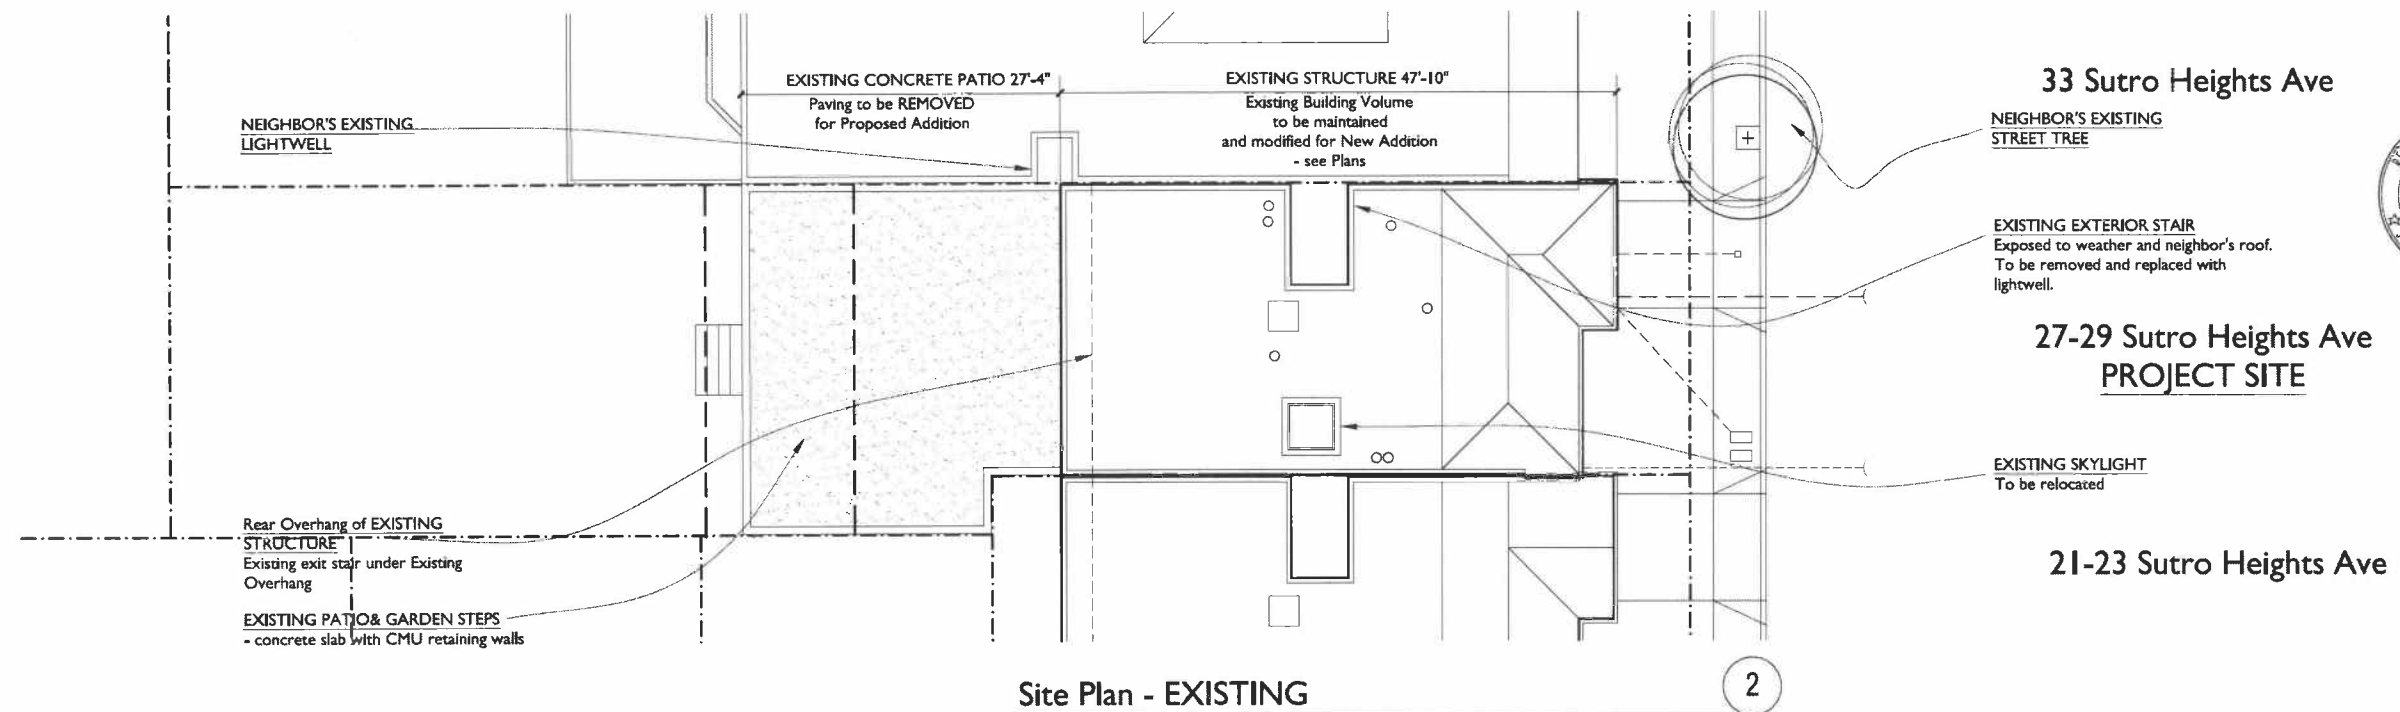 EXISTING CONCRETE PATIO 27'-4"
Paving to be REMOVED
for Proposed Addition
EXISTING STRUCTURE 47'-10"
Existing Building Volume
to be maintained
and modified for New Addition
- see Plans
NEIGHBOR'S EXISTING
LIGHTWELL
33 Sutro Heights Ave
NEIGHBOR'S EXISTING
STREET TREE
EXISTING EXTERIOR STAIR
Exposed to weather and neighbor's roof.
To be removed and replaced with
lightwell.
27-29 Sutro Heights Ave
PROJECT SITE
EXISTING SKYLIGHT
To be relocated
Rear Overhang of EXISTING
STRUCTURE
Existing exit stair under Existing
Overhang
EXISTING PATIO& GARDEN STEPS
- concrete slab with CMU retaining walls
21-23 Sutro Heights Ave
Site Plan - EXISTING
2